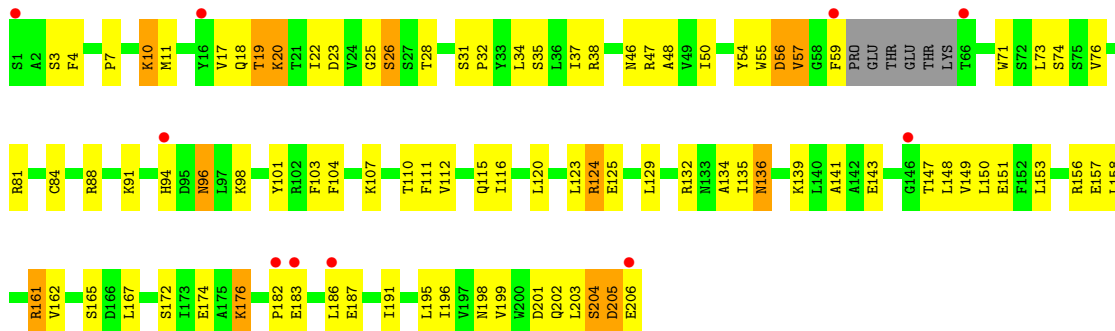 S1 A2 S3 F4 P7 K10 M11 Y16 V17 Q18 T19 K20 T21 I22 D23 V24 G25 S26 S27 T28 S31 P32 Y33 L34 S35 L36 I37 R38 N46 R47 A48 V49 I50 Y54 W55 D56 V57 G58 F59 PRO GLU THR GLU THR LYS T66 W71 S72 L73 S74 S75 V76
R81 C84 R88 K91 H94 D95 N96 L97 K98 Y101 R102 F103 F104 K107 T110 F111 V112 Q115 I116 L120 L123 R124 E125 L129 R132 N133 A134 I135 N136 K139 L140 A141 A142 E143 G146 T147 L148 V149 L150 E151 F152 L153 R156 E157
R161 V162 S165 D166 L167 S172 I173 E174 A175 K176 P182 E183 L186 E187 I191 L195 I196 V197 N198 V199 W200 D201 Q202 L203 S204 D205 E206